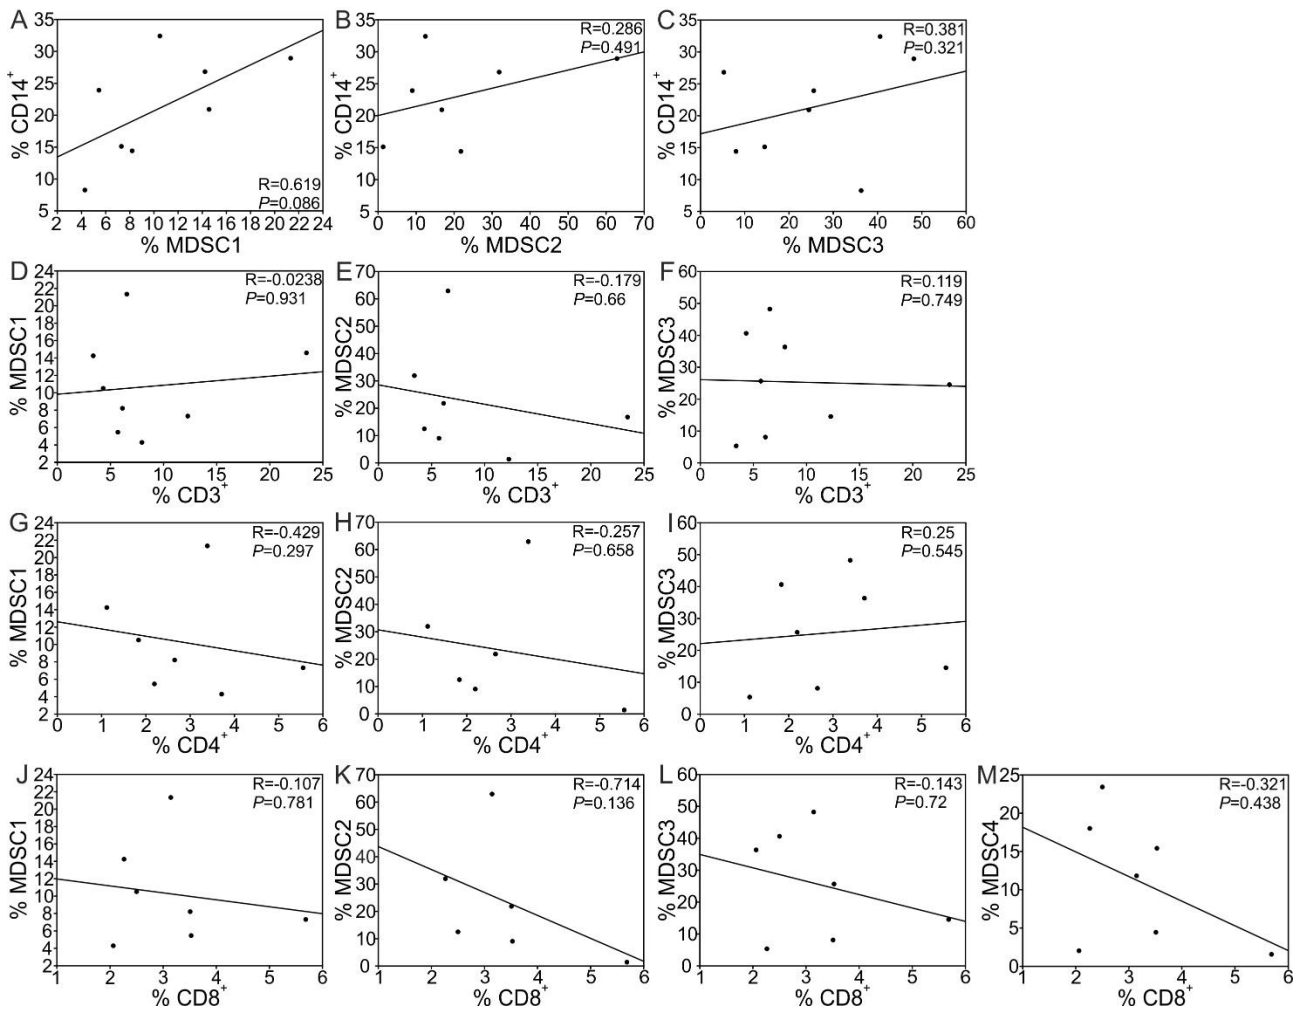 A
35
30
25
20
15
10
5
% CD14+
R=0.619
P=0.086
2 4 6 8 10 12 14 16 18 20 22 24
% MDSC1
B
35
30
25
20
15
10
5
% CD14+
R=0.286
P=0.491
0 10 20 30 40 50 60 70
% MDSC2
C
35
30
25
20
15
10
5
% CD14+
R=0.381
P=0.321
0 10 20 30 40 50 60
% MDSC3
D
24
22
20
18
16
14
12
10
8
6
4
2
% MDSC1
R=-0.0238
P=0.931
0 5 10 15 20 25
% CD3+
E
70
60
50
40
30
20
10
0
% MDSC2
R=-0.179
P=0.66
0 5 10 15 20 25
% CD3+
F
60
50
40
30
20
10
0
% MDSC3
R=0.119
P=0.749
0 5 10 15 20 25
% CD3+
G
24
22
20
18
16
14
12
10
8
6
4
2
% MDSC1
R=-0.429
P=0.297
0 1 2 3 4 5 6
% CD4+
H
70
60
50
40
30
20
10
0
% MDSC2
R=-0.257
P=0.658
0 1 2 3 4 5 6
% CD4+
I
60
50
40
30
20
10
0
% MDSC3
R=0.25
P=0.545
0 1 2 3 4 5 6
% CD4+
J
24
22
20
18
16
14
12
10
8
6
4
2
% MDSC1
R=-0.107
P=0.781
1 2 3 4 5 6
% CD8+
K
70
60
50
40
30
20
10
0
% MDSC2
R=-0.714
P=0.136
1 2 3 4 5 6
% CD8+
L
60
50
40
30
20
10
0
% MDSC3
R=-0.143
P=0.72
1 2 3 4 5 6
% CD8+
M
25
20
15
10
5
0
% MDSC4
R=-0.321
P=0.438
1 2 3 4 5 6
% CD8+